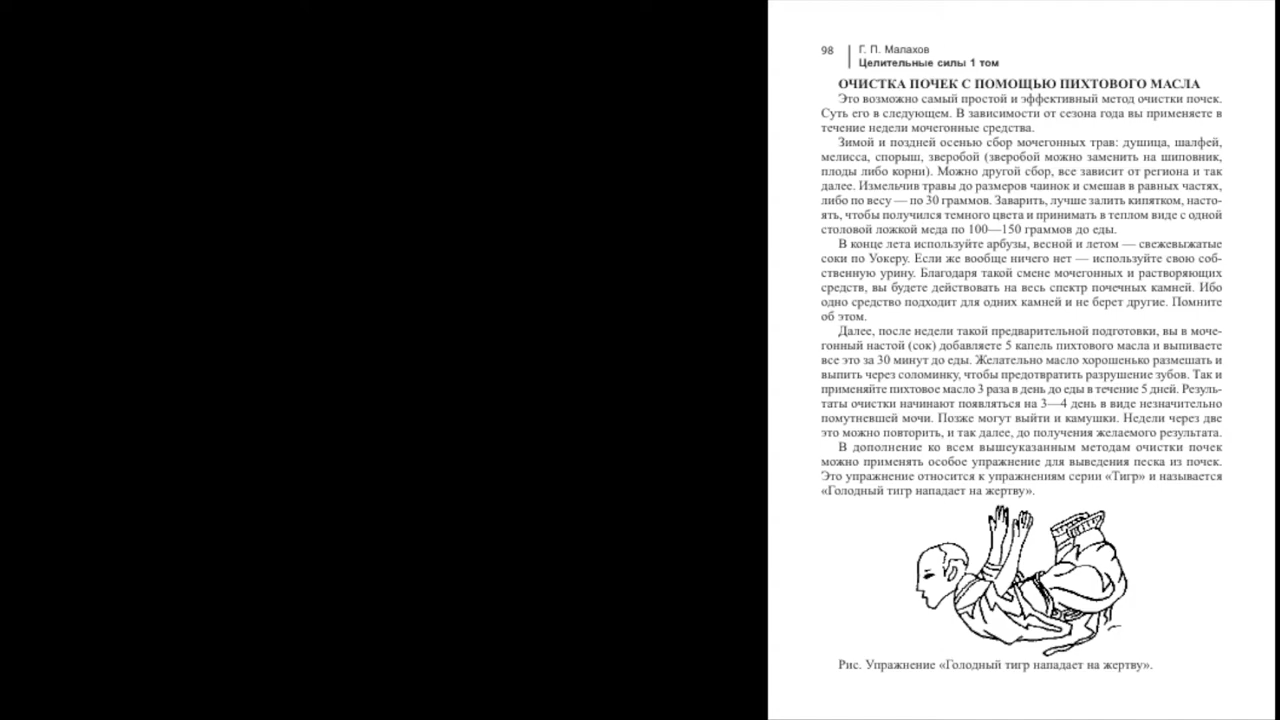 98
Г. П. Малахов
Целительные силы 1 том
ОЧИСТКА ПОЧЕК С ПОМОЩЬЮ ПИХТОВОГО МАСЛА
Это возможно самый простой и эффективный метод очистки почек.
Суть его в следующем. В зависимости от сезона года вы применяете в
течение недели мочегонные средства.
Зимой и поздней осенью сбор мочегонных трав: душица, шалфей,
мелисса, спорыш, зверобой (зверобой можно заменить на шиповник,
плоды либо корни). Можно другой сбор, все зависит от региона и так
далее. Измельчив травы до размеров чаинок и смешав в равных частях,
либо по весу — по 30 граммов. Заварить, лучше залить кипятком, насто-
ять, чтобы получился темного цвета и принимать в теплом виде с одной
столовой ложкой меда по 100—150 граммов до еды.
В конце лета используйте арбузы, весной и летом — свежевыжатые
соки по Уокеру. Если же вообще ничего нет — используйте свою соб-
ственную урину. Благодаря такой смене мочегонных и растворяющих
средств, вы будете действовать на весь спектр почечных камней. Ибо
одно средство подходит для одних камней и не берет другие. Помните
об этом.
Далее, после недели такой предварительной подготовки, вы в моче-
гонный настой (сок) добавляете 5 капель пихтового масла и выпиваете
все это за 30 минут до еды. Желательно масло хорошенько размешать и
выпить через соломинку, чтобы предотвратить разрушение зубов. Так и
применяйте пихтовое масло 3 раза в день до еды в течение 5 дней. Резуль-
таты очистки начинают появляться на 3—4 день в виде незначительно
помутневшей мочи. Позже могут выйти и камушки. Недели через две
это можно повторить, и так далее, до получения желаемого результата.
В дополнение ко всем вышеуказанным методам очистки почек
можно применять особое упражнение для выведения песка из почек.
Это упражнение относится к упражнениям серии «Тигр» и называется
«Голодный тигр нападает на жертву».
Рис. Упражнение «Голодный тигр нападает на жертву».